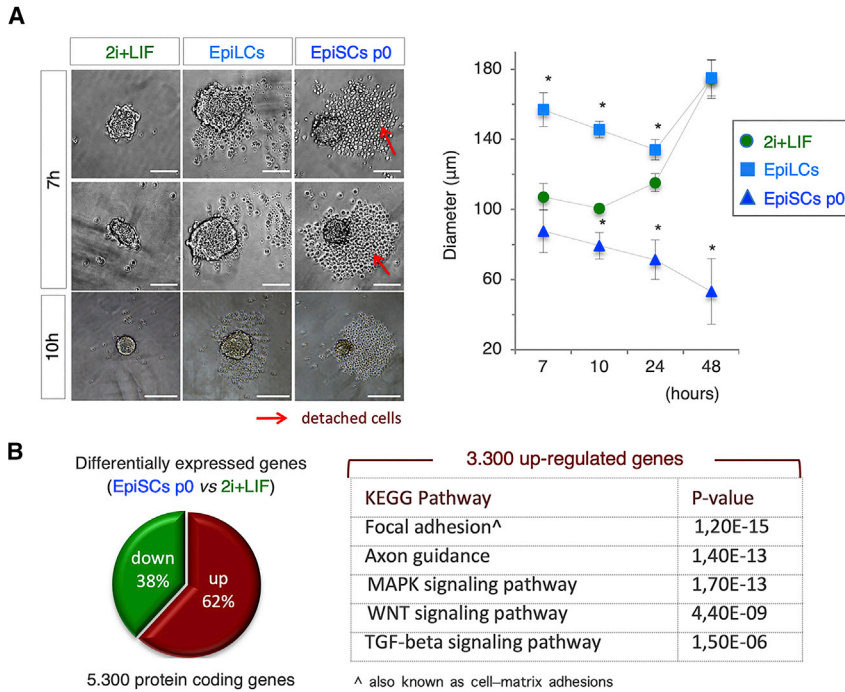 A
2i+LIF
EpiLCs
EpiSCs p0
7h
10h
detached cells
180
140
100
60
20
Diameter (μm)
*
*
*
*
*
*
7
10
24
48
(hours)
2i+LIF
EpiLCs
EpiSCs p0
B
Differentially expressed genes
(EpiSCs p0 vs 2i+LIF)
down
38%
up
62%
5.300 protein coding genes
3.300 up-regulated genes
KEGG Pathway P-value
Focal adhesion^ 1,20E-15
Axon guidance 1,40E-13
MAPK signaling pathway 1,70E-13
WNT signaling pathway 4,40E-09
TGF-beta signaling pathway 1,50E-06
^ also known as cell–matrix adhesions